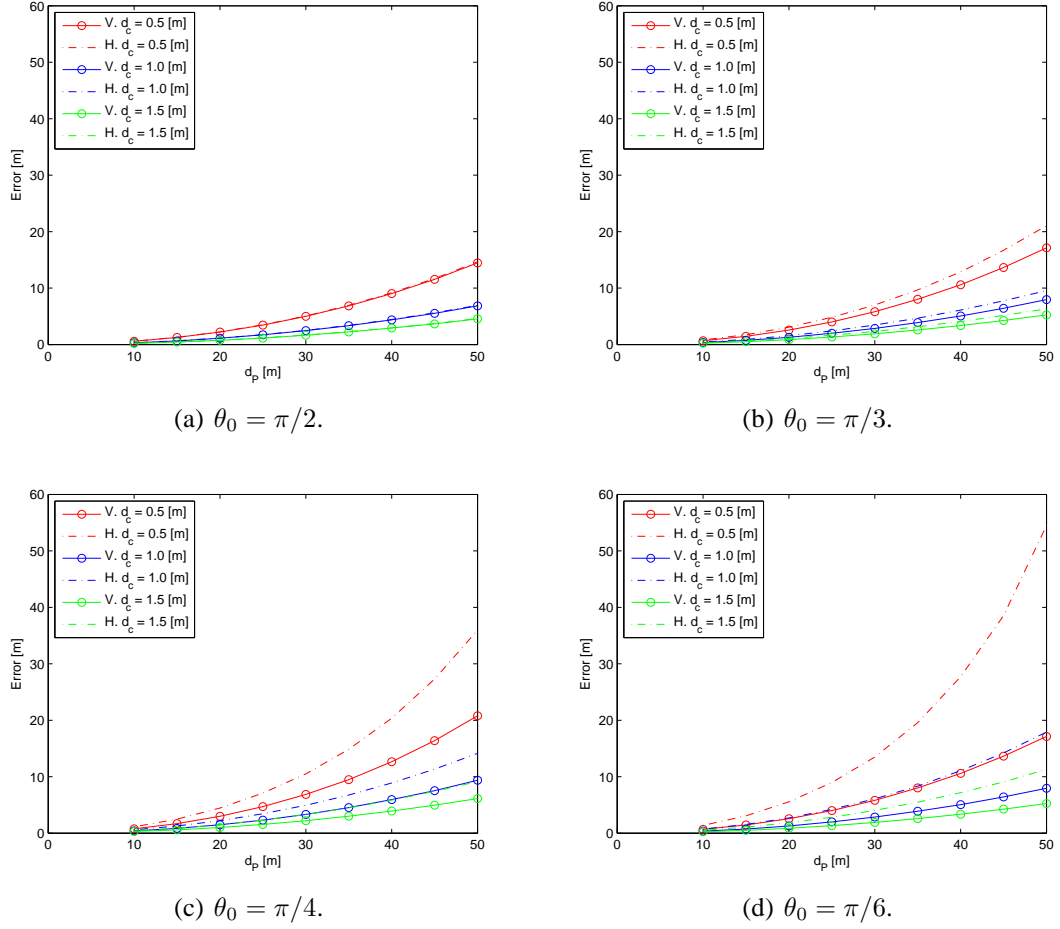 60
50
40
30
20
10
0
Error [m]
V. d_c = 0.5 [m]
H. d_c = 0.5 [m]
V. d_c = 1.0 [m]
H. d_c = 1.0 [m]
V. d_c = 1.5 [m]
H. d_c = 1.5 [m]
0 10 20 30 40 50
d_P [m]
(a) θ_0 = π/2.
60
50
40
30
20
10
0
Error [m]
V. d_c = 0.5 [m]
H. d_c = 0.5 [m]
V. d_c = 1.0 [m]
H. d_c = 1.0 [m]
V. d_c = 1.5 [m]
H. d_c = 1.5 [m]
0 10 20 30 40 50
d_P [m]
(b) θ_0 = π/3.
60
50
40
30
20
10
0
Error [m]
V. d_c = 0.5 [m]
H. d_c = 0.5 [m]
V. d_c = 1.0 [m]
H. d_c = 1.0 [m]
V. d_c = 1.5 [m]
H. d_c = 1.5 [m]
0 10 20 30 40 50
d_P [m]
(c) θ_0 = π/4.
60
50
40
30
20
10
0
Error [m]
V. d_c = 0.5 [m]
H. d_c = 0.5 [m]
V. d_c = 1.0 [m]
H. d_c = 1.0 [m]
V. d_c = 1.5 [m]
H. d_c = 1.5 [m]
0 10 20 30 40 50
d_P [m]
(d) θ_0 = π/6.